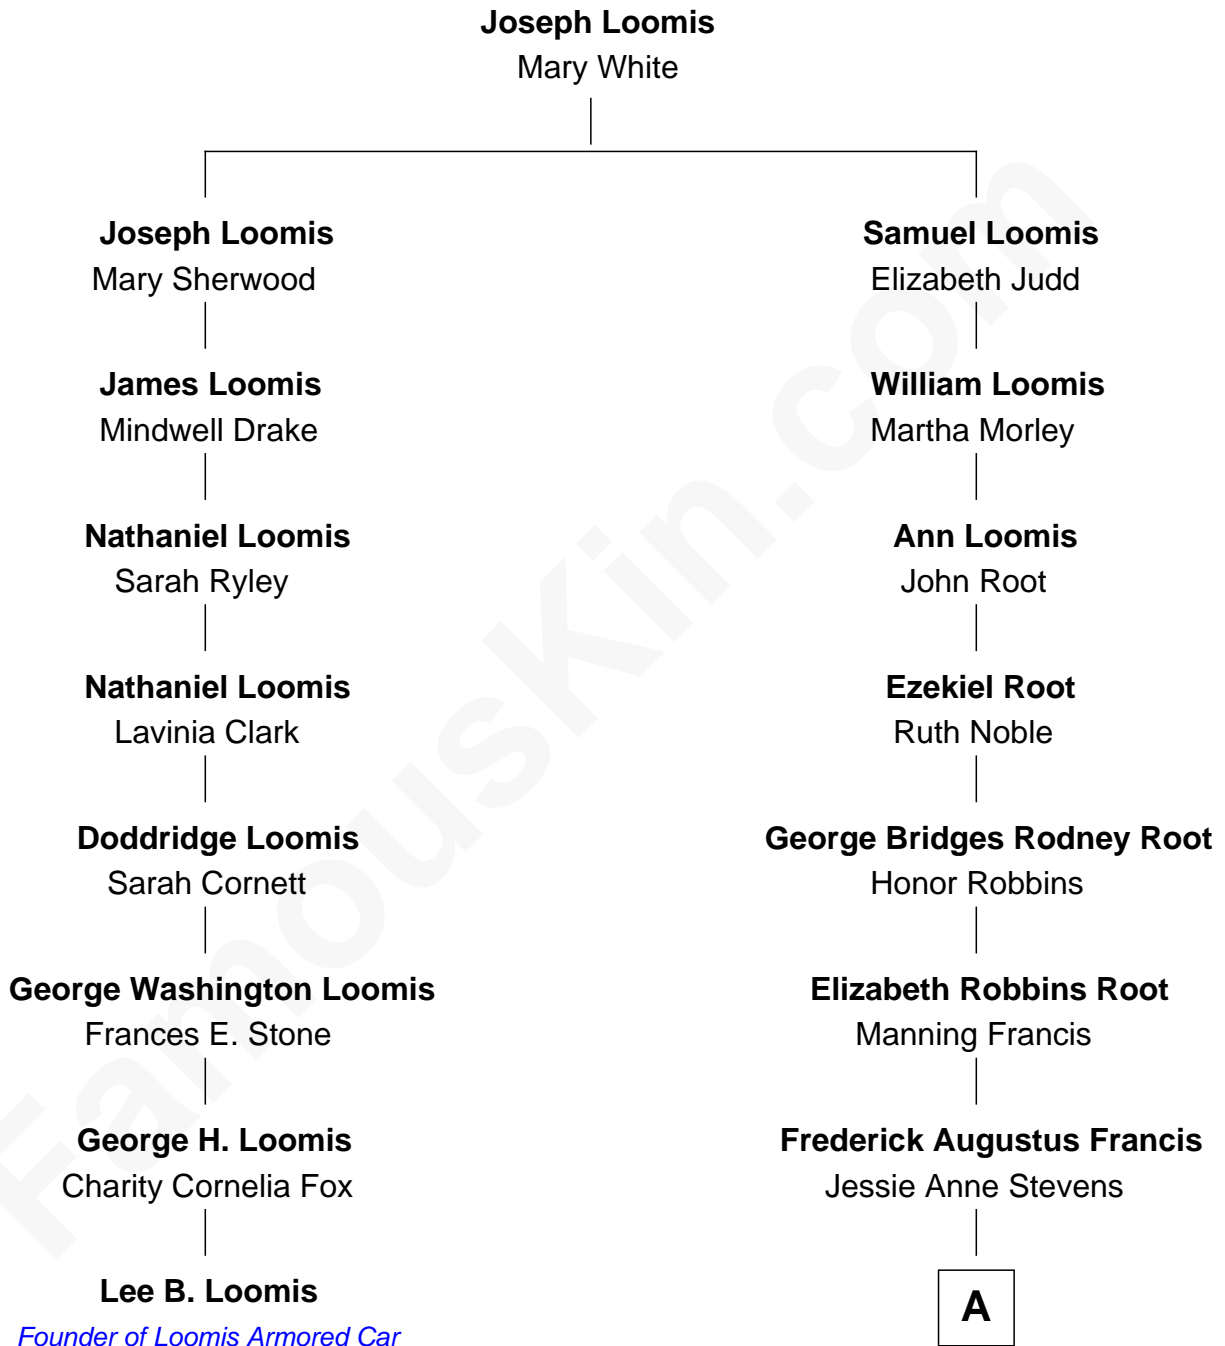 Joseph Loomis
Mary White
Joseph Loomis
Mary Sherwood
James Loomis
Mindwell Drake
Nathaniel Loomis
Sarah Ryley
Nathaniel Loomis
Lavinia Clark
Doddridge Loomis
Sarah Cornett
George Washington Loomis
Frances E. Stone
George H. Loomis
Charity Cornelia Fox
Lee B. Loomis
Founder of Loomis Armored Car
Samuel Loomis
Elizabeth Judd
William Loomis
Martha Morley
Ann Loomis
John Root
Ezekiel Root
Ruth Noble
George Bridges Rodney Root
Honor Robbins
Elizabeth Robbins Root
Manning Francis
Frederick Augustus Francis
Jessie Anne Stevens
A
FamousKin.com